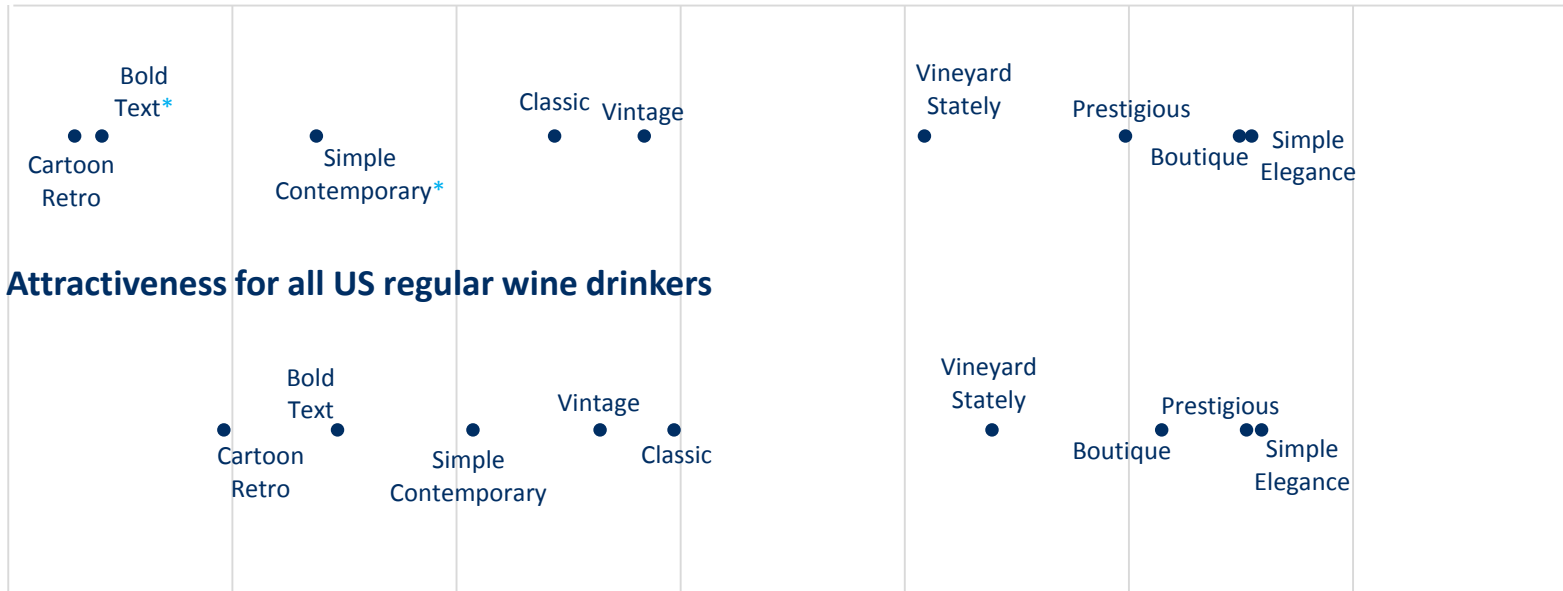 Bold
Text*
Cartoon
Retro
Simple
Contemporary*
Classic
Vintage
Vineyard
Stately
Prestigious
Boutique
Simple
Elegance
Attractiveness for all US regular wine drinkers
Cartoon
Retro
Bold
Text
Simple
Contemporary
Vintage
Classic
Vineyard
Stately
Boutique
Prestigious
Simple
Elegance